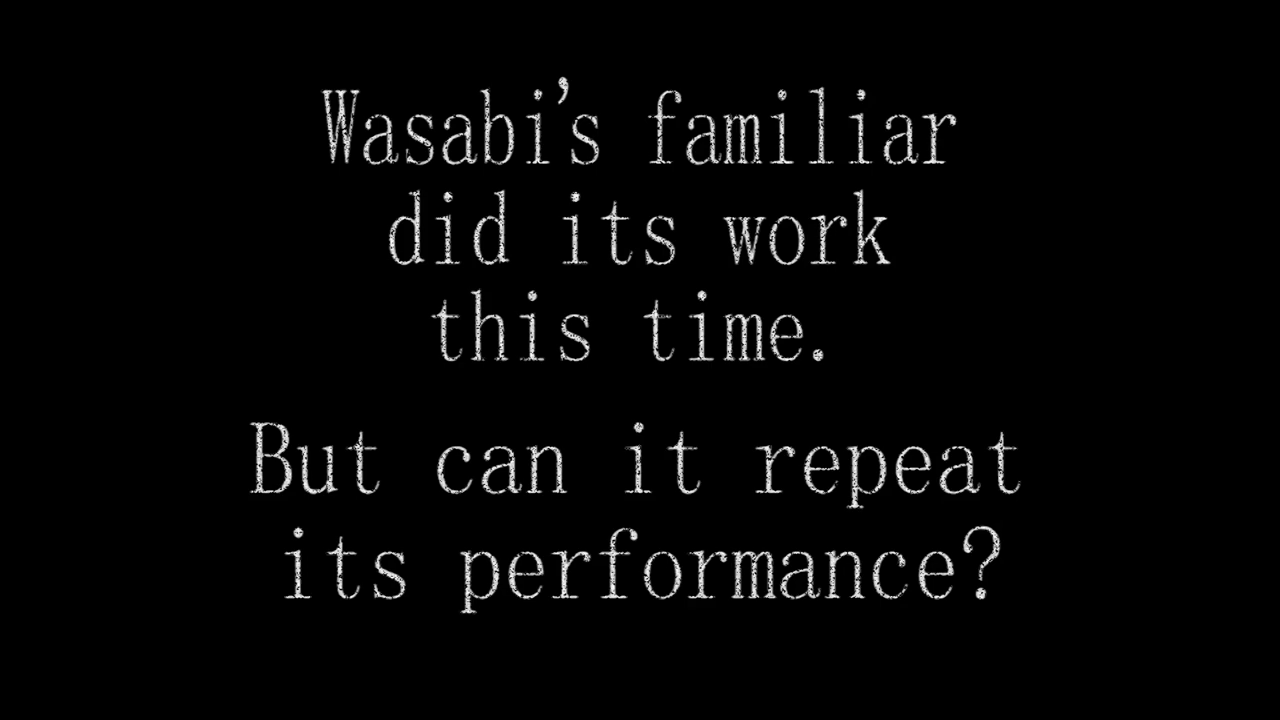 Wasabi’s familiar
did its work
this time.
But can it repeat
its performance?